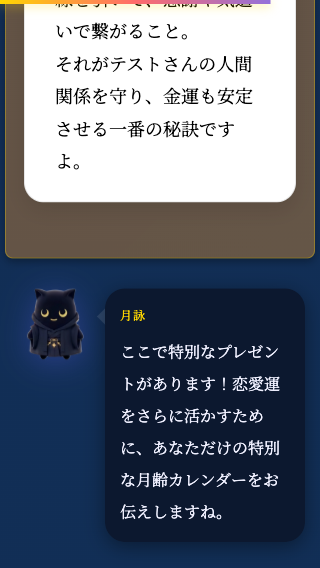 いで繋がること。
それがテストさんの人間
関係を守り、金運も安定
させる一番の秘訣です
よ。
月詠
ここで特別なプレゼン
トがあります！恋愛運
をさらに活かすため
に、あなただけの特別
な月齢カレンダーをお
伝えしますね。